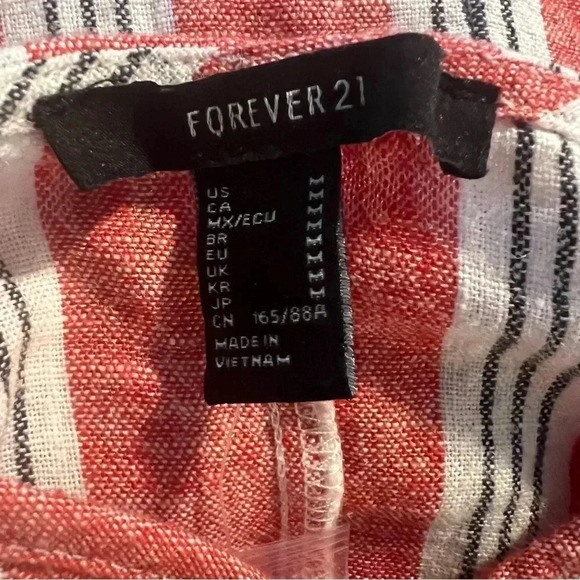 FOREVER 21
US M
CA M
MX/ECU M
BR M
EU M
UK M
KR M
JP M
CN 165/88A
MADE IN
VIETNAM